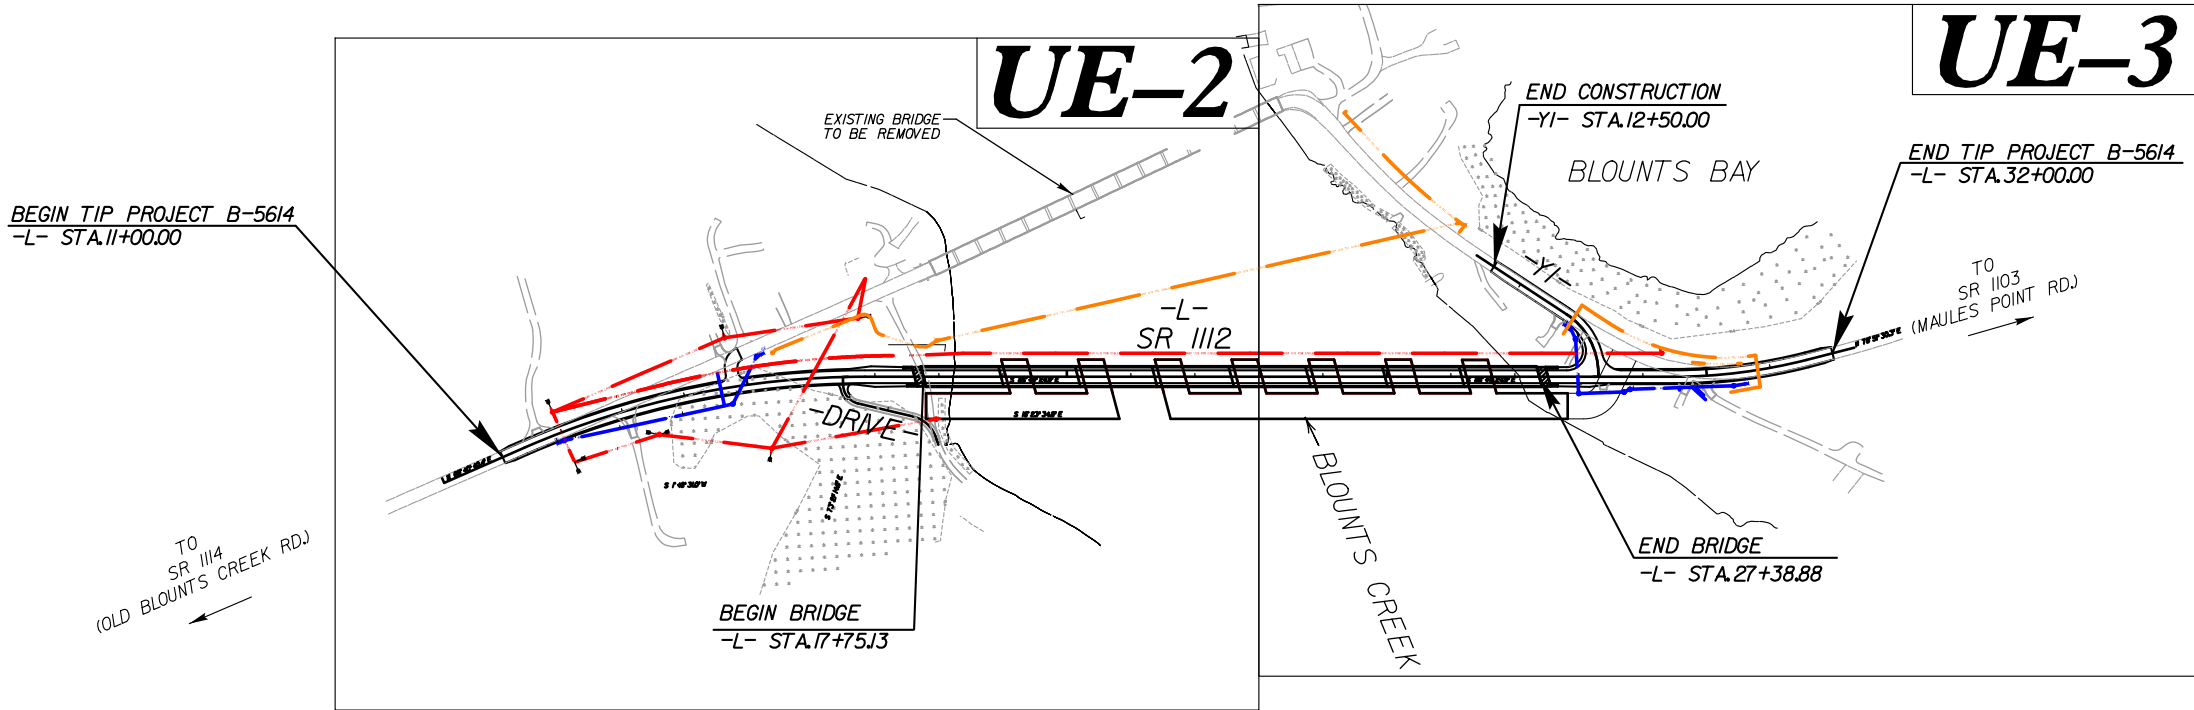 UE-2
UE-3
EXISTING BRIDGE
TO BE REMOVED
END CONSTRUCTION
-Y1- STA.12+50.00
BLOUNTS BAY
END TIP PROJECT B-5614
-L- STA.32+00.00
BEGIN TIP PROJECT B-5614
-L- STA.11+00.00
-Y1-
TO
SR 1103
(MAULES POINT RD.)
-L-
SR 1112
-DRIVE-
BLOUNTS CREEK
TO
SR 1114
(OLD BLOUNTS CREEK RD.)
BEGIN BRIDGE
-L- STA.17+75.13
END BRIDGE
-L- STA.27+38.88